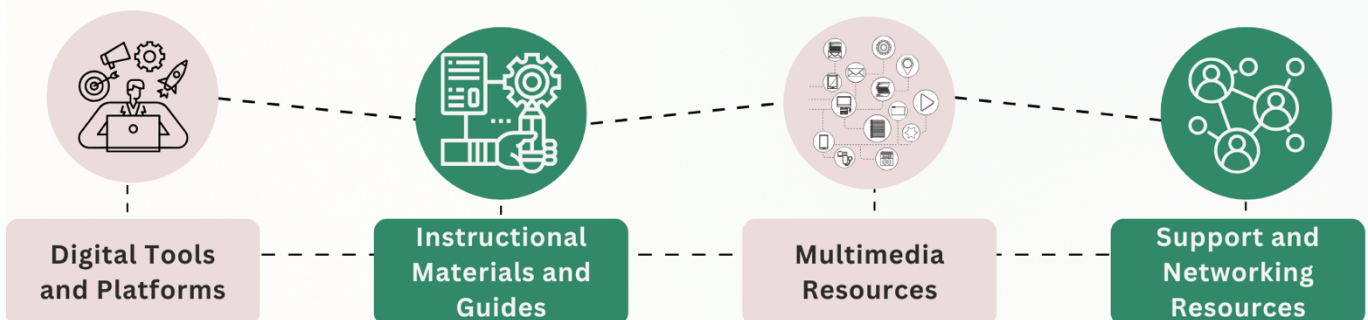 Digital Tools
and Platforms
Instructional
Materials and
Guides
Multimedia
Resources
Support and
Networking
Resources